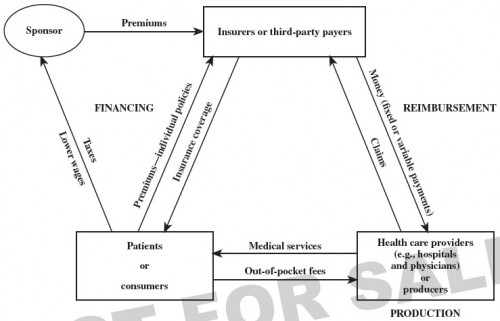 Sponsor
Premiums
Insurers or third-party payers
FINANCING
REIMBURSEMENT
Taxes
Lower wages
Premiums—individual policies
Insurance coverage
Claims
Money (fixed or variable payments)
Patients
or
consumers
Medical services
Out-of-pocket fees
Health care providers
(e.g., hospitals
and physicians)
or
producers
PRODUCTION
FOR SAL